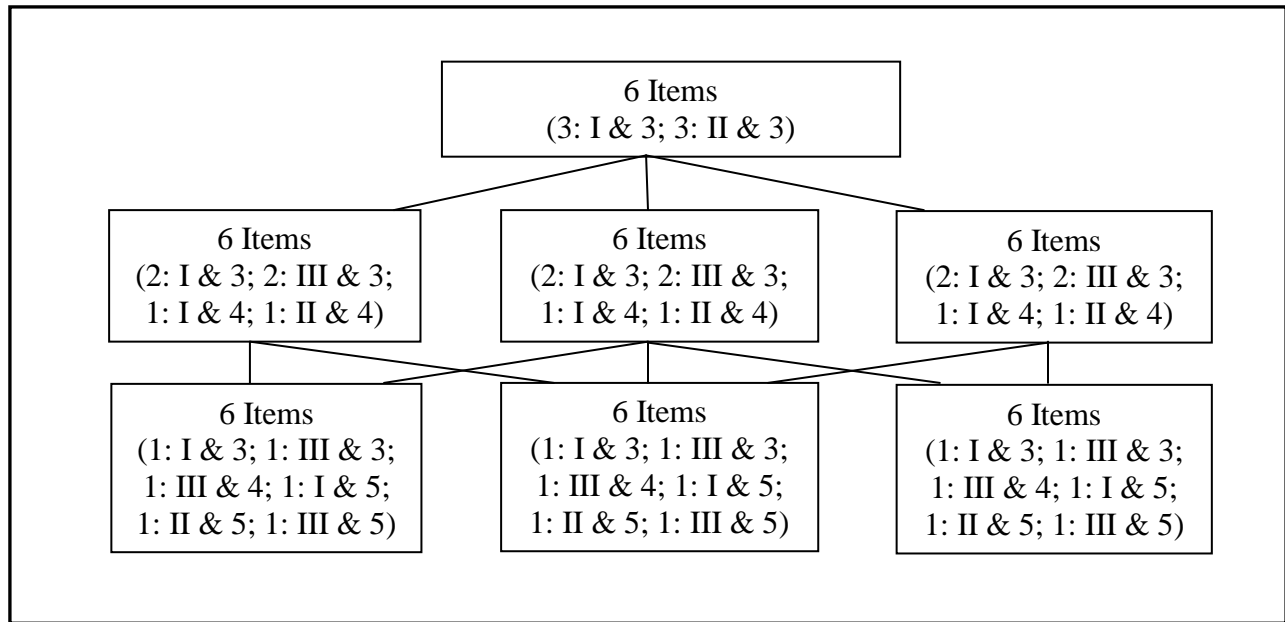 6 Items
(3: I & 3; 3: II & 3)
6 Items
(2: I & 3; 2: III & 3;
1: I & 4; 1: II & 4)
6 Items
(2: I & 3; 2: III & 3;
1: I & 4; 1: II & 4)
6 Items
(2: I & 3; 2: III & 3;
1: I & 4; 1: II & 4)
6 Items
(1: I & 3; 1: III & 3;
1: III & 4; 1: I & 5;
1: II & 5; 1: III & 5)
6 Items
(1: I & 3; 1: III & 3;
1: III & 4; 1: I & 5;
1: II & 5; 1: III & 5)
6 Items
(1: I & 3; 1: III & 3;
1: III & 4; 1: I & 5;
1: II & 5; 1: III & 5)